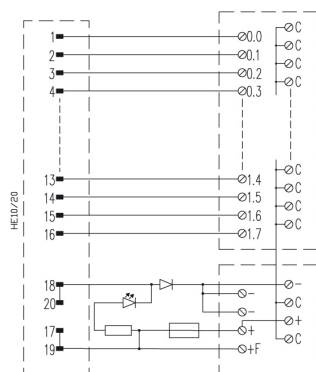 1 0.0 C
2 0.1 C
3 0.2 C
4 0.3 C
HE10/20
13 1.4 C
14 1.5 C
15 1.6 C
16 1.7 C
18 -
20 - C
-
17 + +
19 +F C